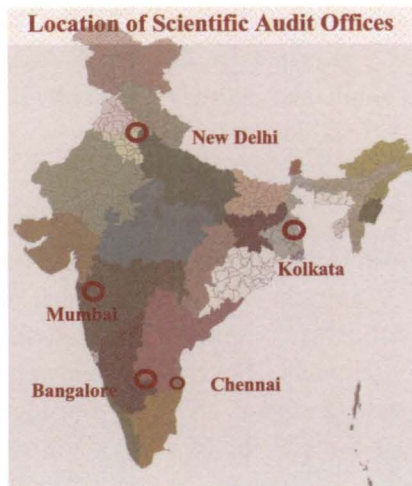 Location of Scientific Audit Offices
New Delhi
Kolkata
Mumbai
Bangalore
Chennai